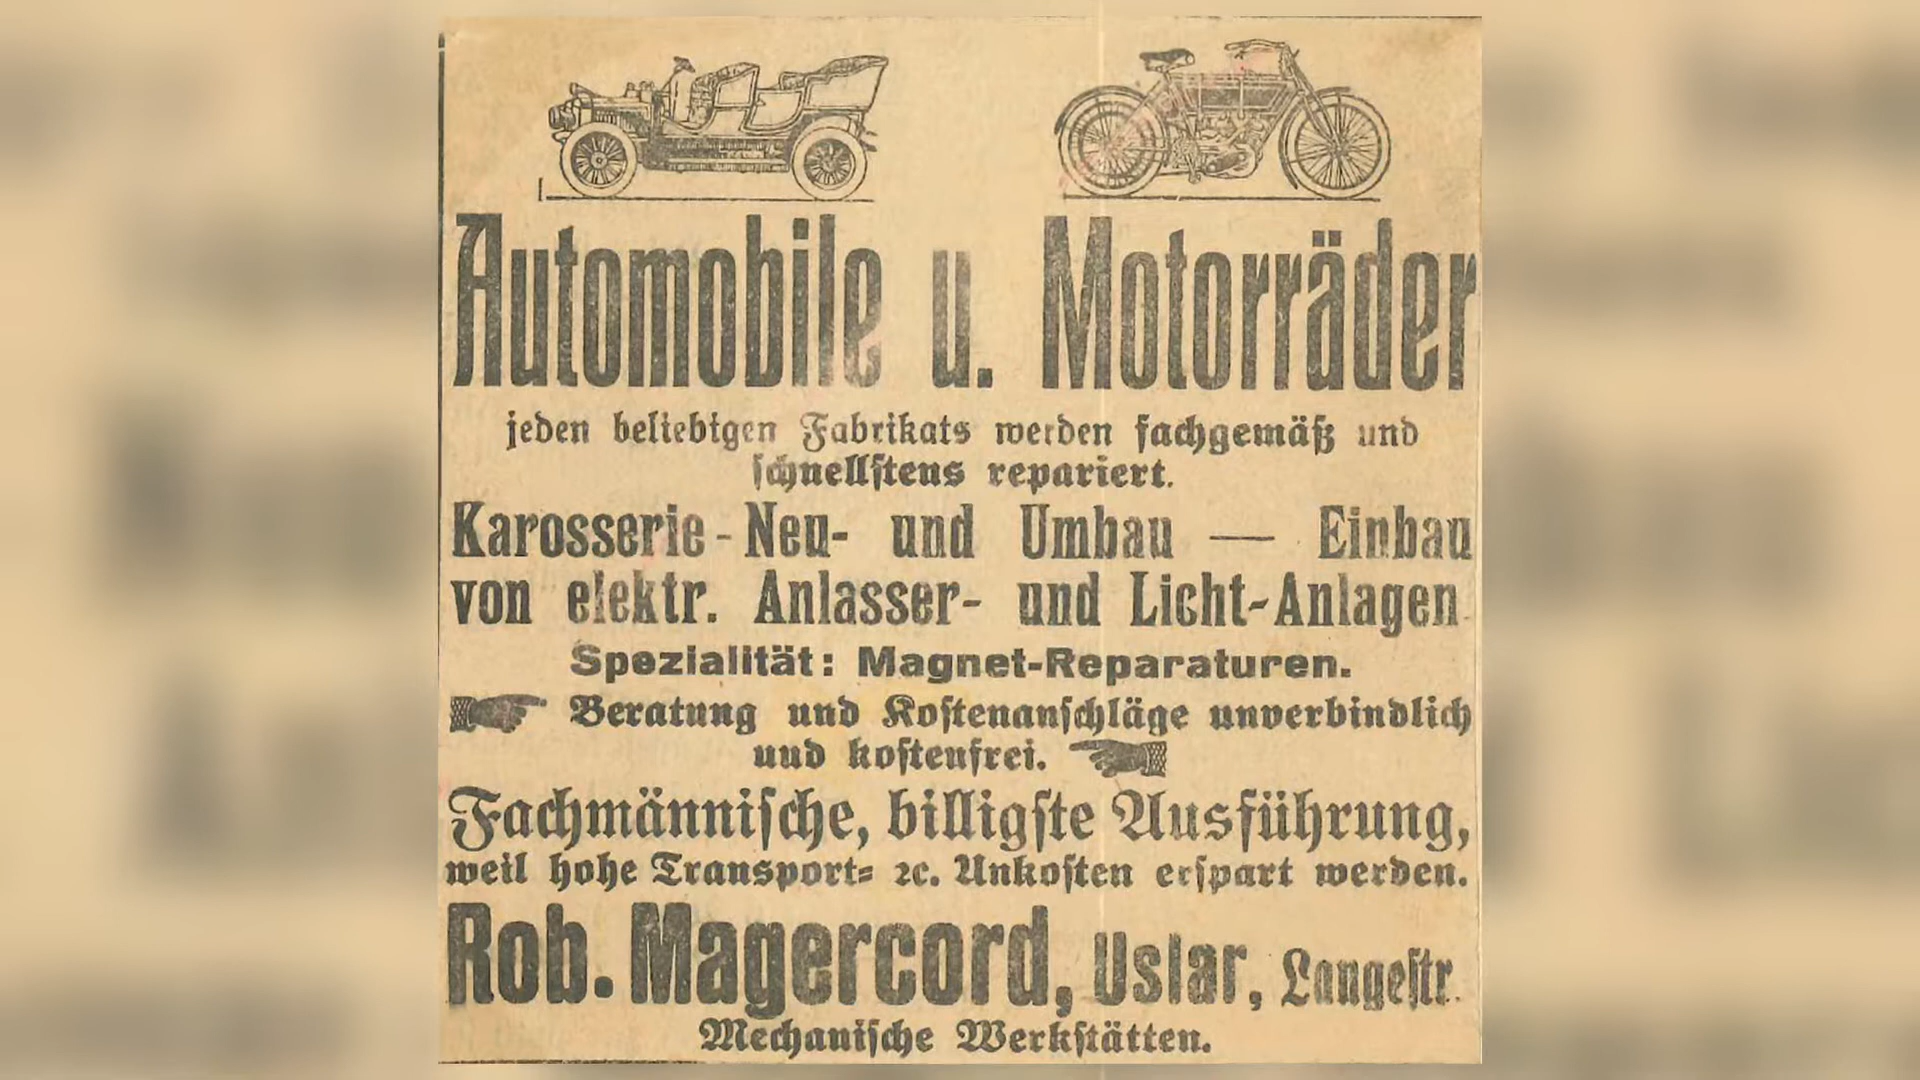 Automobile u. Motorräder
jeden beliebigen Fabrikats werden fachgemäß und
schnellstens repariert.
Karosserie-Neu- und Umbau — Einbau
von elektr. Anlasser- und Licht-Anlagen
Spezialität: Magnet-Reparaturen.
Beratung und Kostenanschläge unverbindlich
und kostenfrei.
Fachmännische, billigste Ausführung,
weil hohe Transport- ꝛc. Unkosten erspart werden.
Rob. Magercord, Uslar, Langestr.
Mechanische Werkstätten.